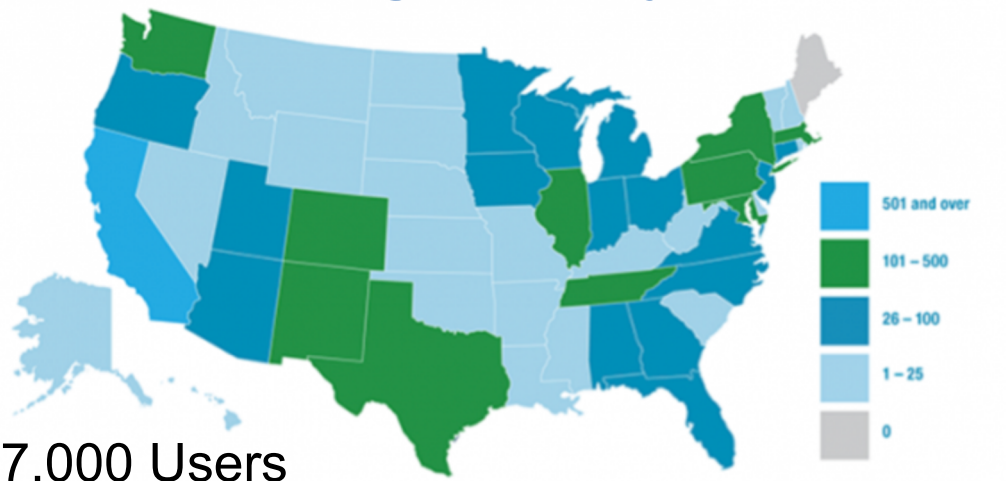 501 and over
101 – 500
26 – 100
1 – 25
0
7.000 Users